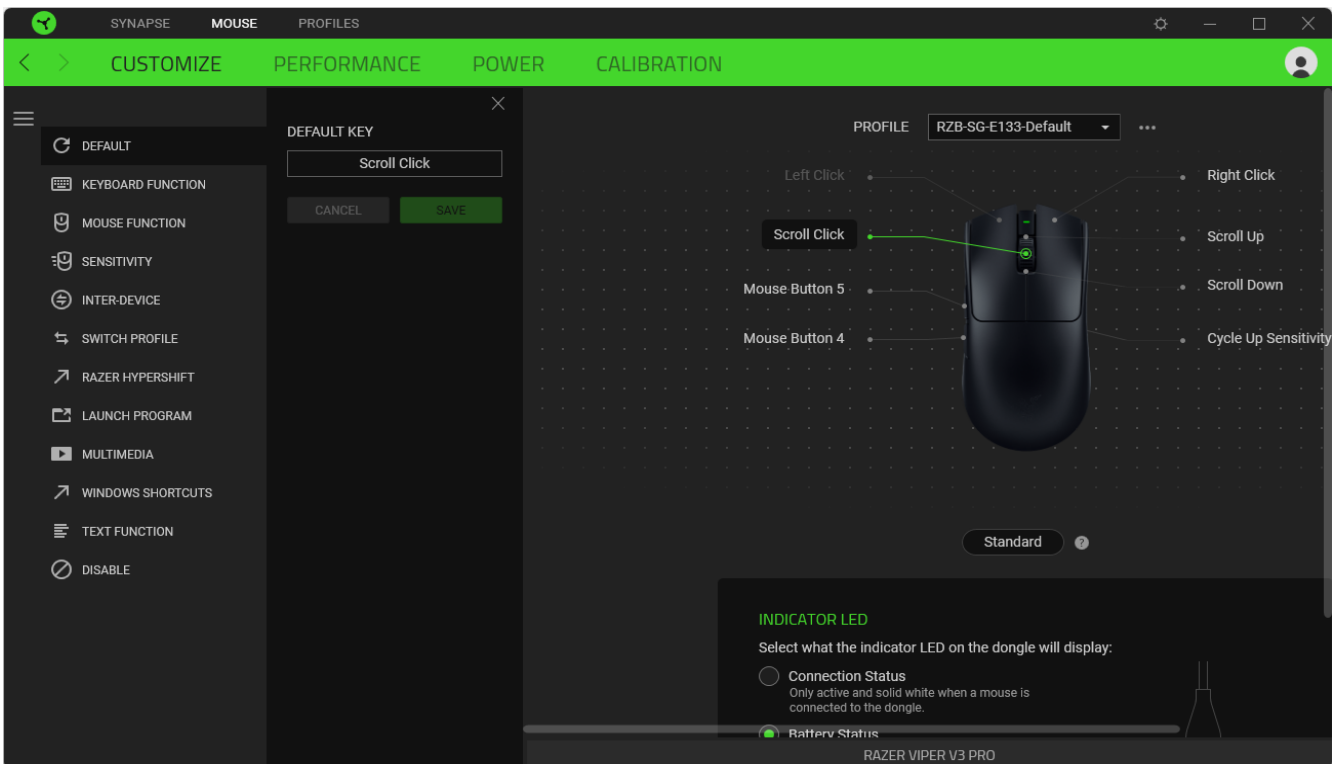 SYNAPSE MOUSE PROFILES
CUSTOMIZE PERFORMANCE POWER CALIBRATION
DEFAULT
KEYBOARD FUNCTION
MOUSE FUNCTION
SENSITIVITY
INTER-DEVICE
SWITCH PROFILE
RAZER HYPERSHIFT
LAUNCH PROGRAM
MULTIMEDIA
WINDOWS SHORTCUTS
TEXT FUNCTION
DISABLE
DEFAULT KEY
Scroll Click
CANCEL SAVE
PROFILE RZB-SG-E133-Default
Left Click
Right Click
Scroll Click
Scroll Up
Mouse Button 5
Scroll Down
Mouse Button 4
Cycle Up Sensitivity
Standard ?
INDICATOR LED
Select what the indicator LED on the dongle will display:
Connection Status
Only active and solid white when a mouse is
connected to the dongle.
Battery Status
RAZER VIPER V3 PRO